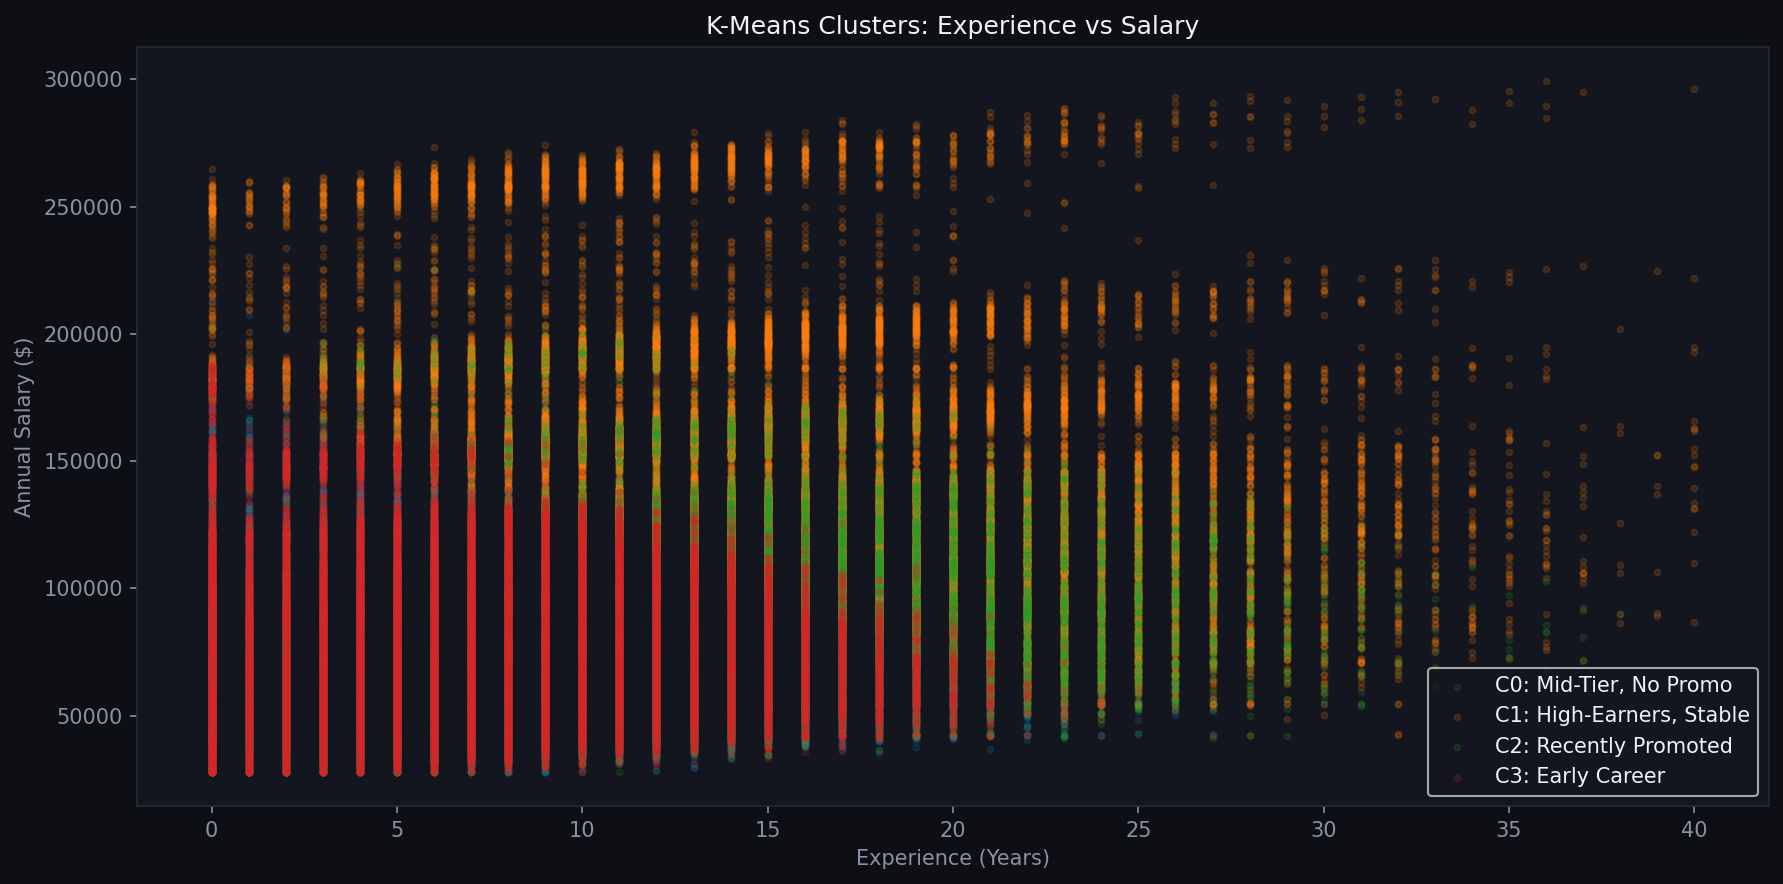 K-Means Clusters: Experience vs Salary
Annual Salary ($)
300000
250000
200000
150000
100000
50000
C0: Mid-Tier, No Promo
C1: High-Earners, Stable
C2: Recently Promoted
C3: Early Career
0 5 10 15 20 25 30 35 40
Experience (Years)